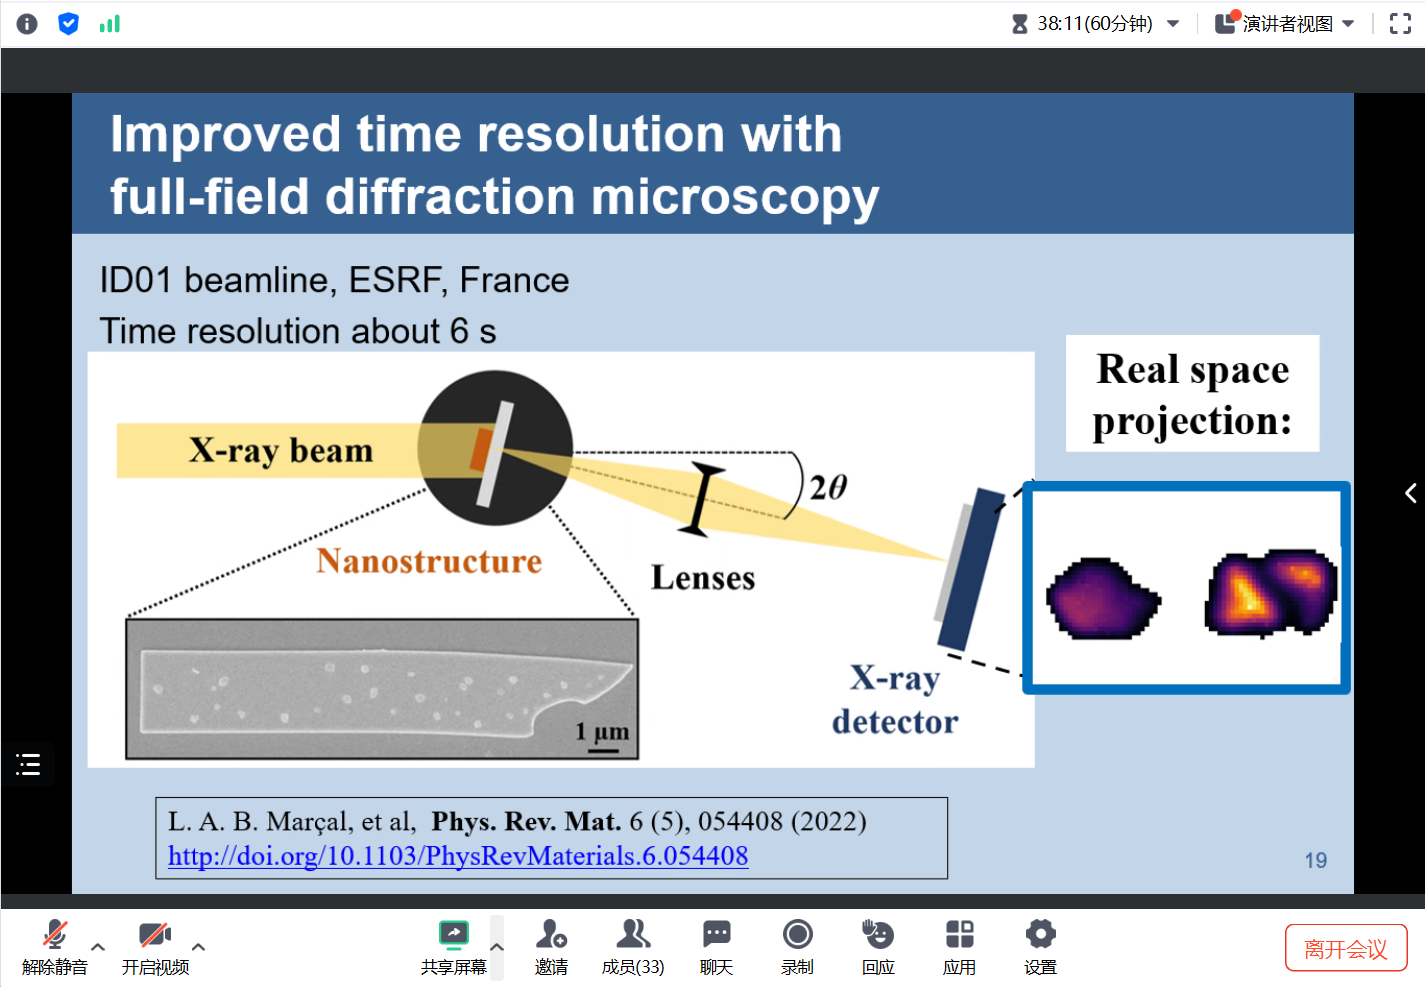 38:11(60分钟)
演讲者视图
Improved time resolution with
full-field diffraction microscopy
ID01 beamline, ESRF, France
Time resolution about 6 s
Real space
projection:
X-ray beam
2θ
Nanostructure
Lenses
X-ray
detector
1 μm
L. A. B. Marçal, et al, Phys. Rev. Mat. 6 (5), 054408 (2022)
http://doi.org/10.1103/PhysRevMaterials.6.054408
19
解除静音
开启视频
共享屏幕
邀请
成员(33)
聊天
录制
回应
应用
设置
离开会议